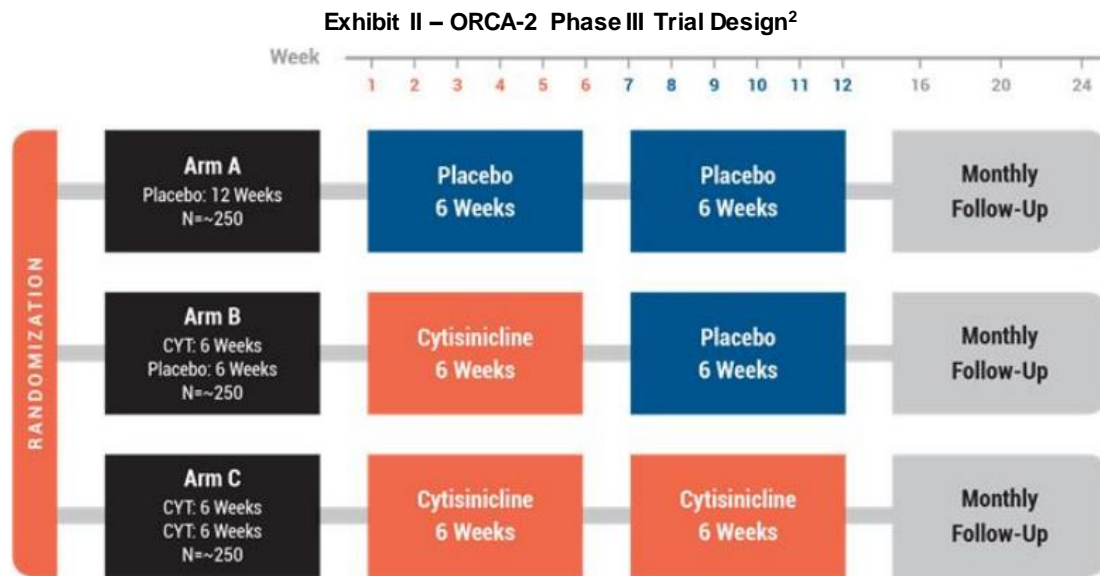 Exhibit II – ORCA-2 Phase III Trial Design2
Week
1 2 3 4 5 6 7 8 9 10 11 12 16 20 24
RANDOMIZATION
Arm A
Placebo: 12 Weeks
N=~250
Placebo
6 Weeks
Placebo
6 Weeks
Monthly
Follow-Up
Arm B
CYT: 6 Weeks
Placebo: 6 Weeks
N=~250
Cytisinicline
6 Weeks
Placebo
6 Weeks
Monthly
Follow-Up
Arm C
CYT: 6 Weeks
CYT: 6 Weeks
N=~250
Cytisinicline
6 Weeks
Cytisinicline
6 Weeks
Monthly
Follow-Up